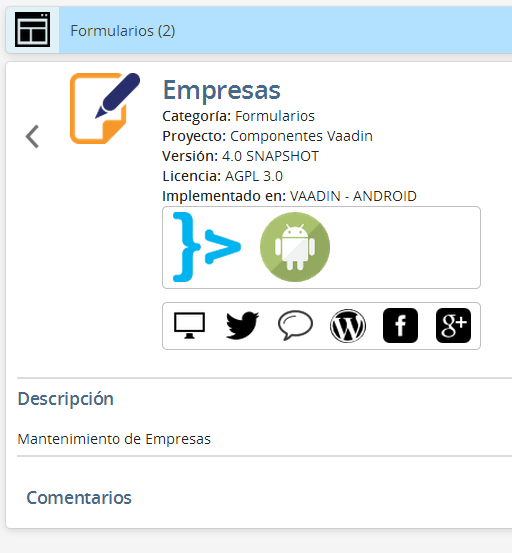 Formularios (2)
Empresas
Categoría: Formularios
Proyecto: Componentes Vaadin
Versión: 4.0 SNAPSHOT
Licencia: AGPL 3.0
Implementado en: VAADIN - ANDROID
Descripción
Mantenimiento de Empresas
Comentarios